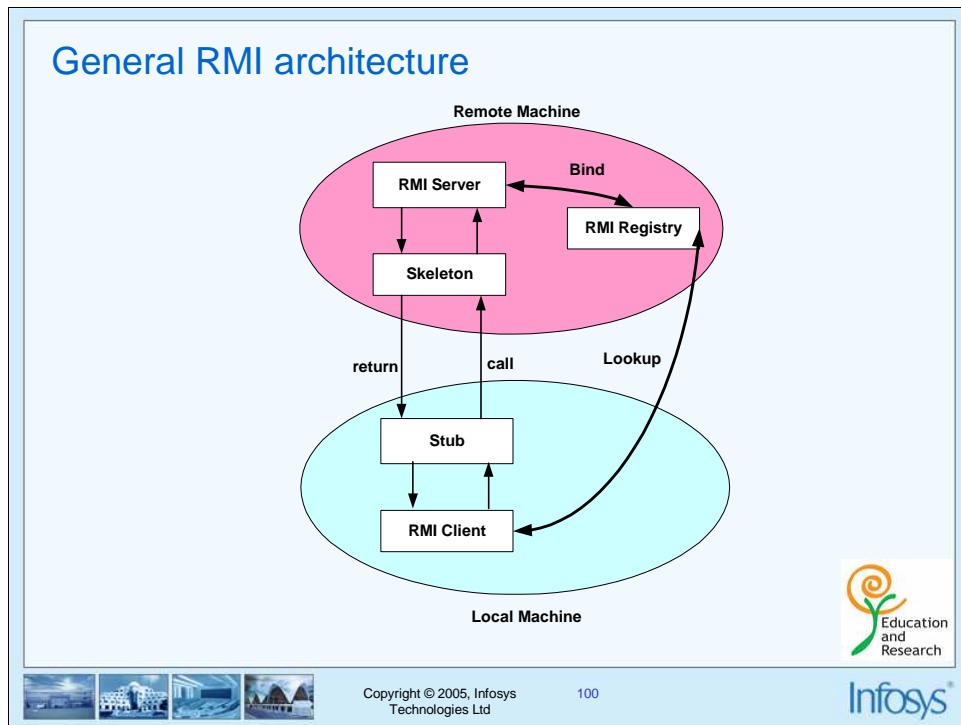 General RMI architecture
Remote Machine
Bind
RMI Server
RMI Registry
Skeleton
return
call
Lookup
Stub
RMI Client
Local Machine
Education
and
Research
Copyright © 2005, Infosys
Technologies Ltd
100
Infosys®